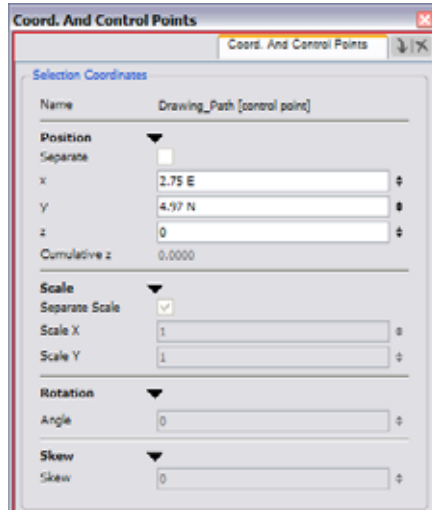 Coord. And Control Points
Coord. And Control Points
Selection Coordinates
Name Drawing_Path [control point]
Position
Separate
x 2.75 E
y 4.97 N
z 0
Cumulative z 0.0000
Scale
Separate Scale
Scale X 1
Scale Y 1
Rotation
Angle 0
Skew
Skew 0